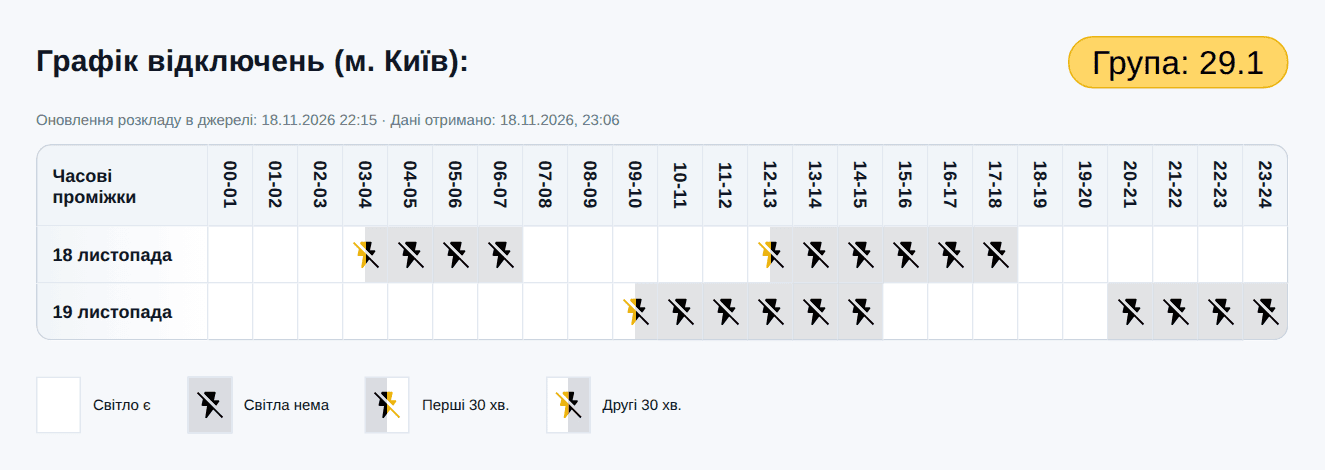 Графік відключень (м. Київ):
Група: 29.1
Оновлення розкладу в джерелі: 18.11.2026 22:15 · Дані отримано: 18.11.2026, 23:06
Часові
проміжки
00-01
01-02
02-03
03-04
04-05
05-06
06-07
07-08
08-09
09-10
10-11
11-12
12-13
13-14
14-15
15-16
16-17
17-18
18-19
19-20
20-21
21-22
22-23
23-24
18 листопада
19 листопада
Світло є
Світла нема
Перші 30 хв.
Другі 30 хв.